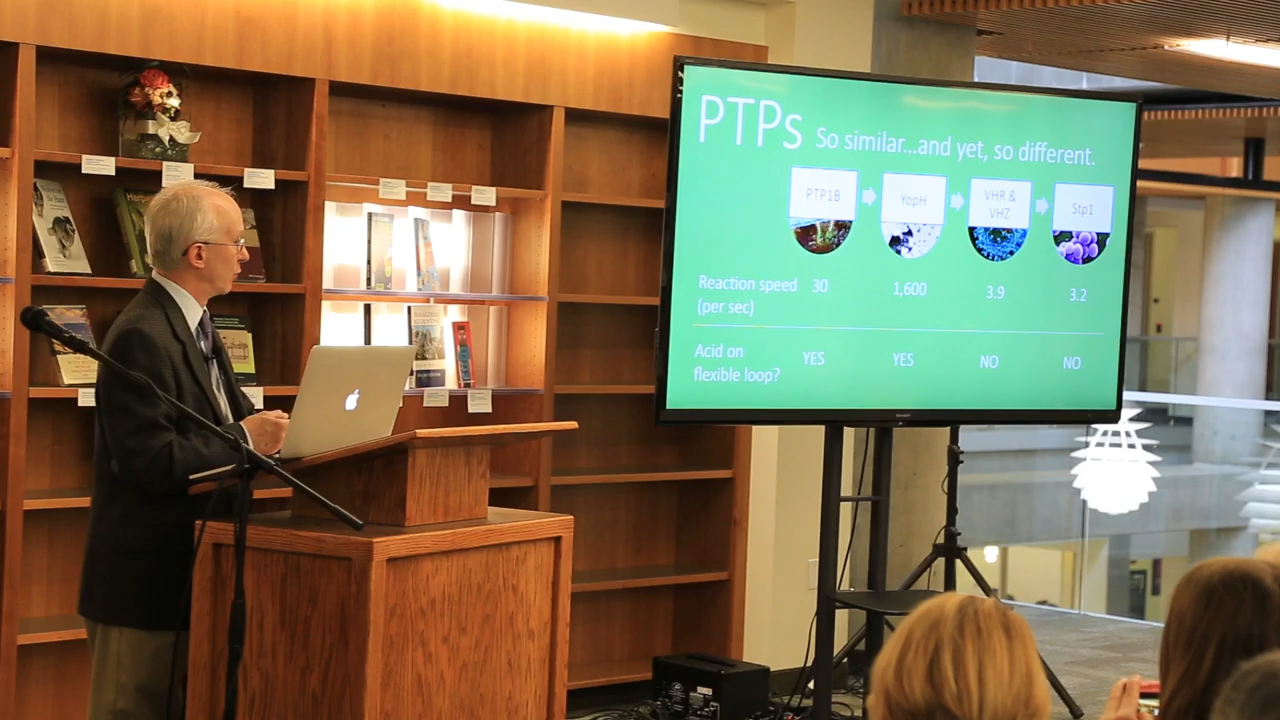 PTPs So similar...and yet, so different.
PTP1B YopH VHR & VHZ Stp1
Reaction speed (per sec) 30 1,600 3.9 3.2
Acid on flexible loop? YES YES NO NO